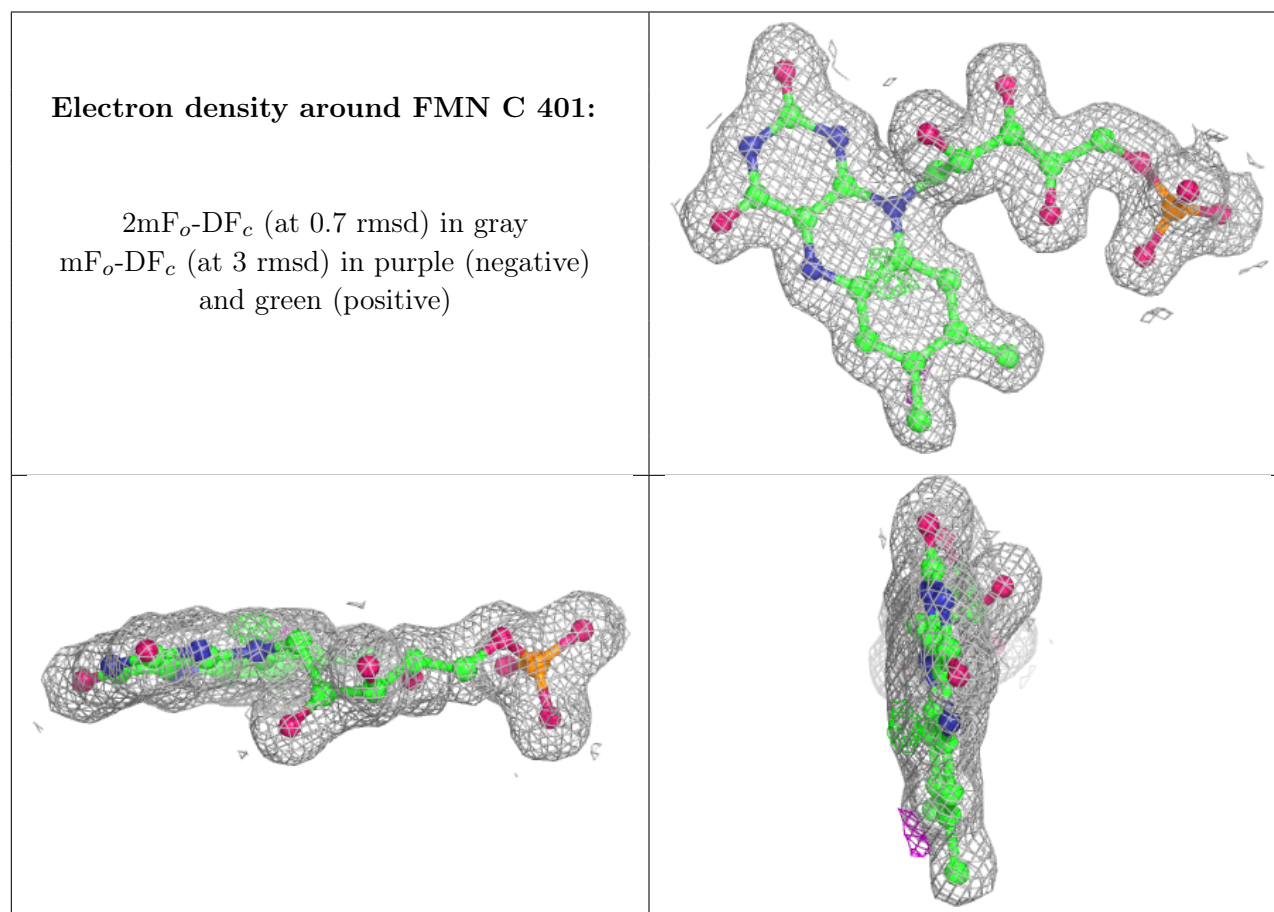 Electron density around FMN C 401:
2mFo-DFc (at 0.7 rmsd) in gray
mFo-DFc (at 3 rmsd) in purple (negative)
and green (positive)